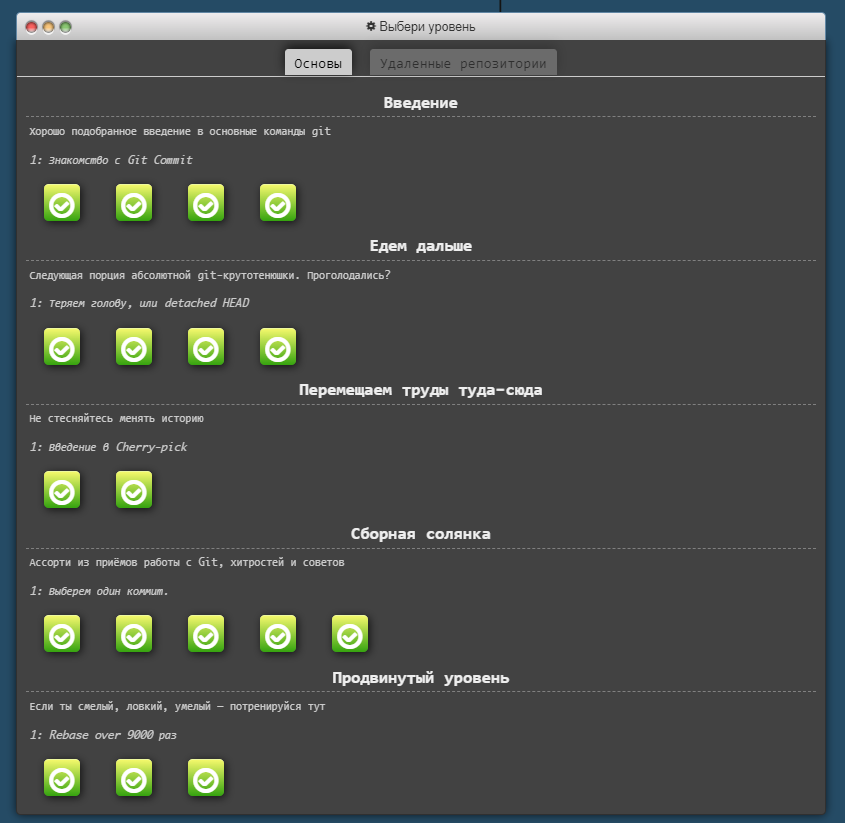 Выбери уровень
Основы
Удаленные репозитории
Введение
Хорошо подобранное введение в основные команды git
1: Знакомство с Git Commit
Едем дальше
Следующая порция абсолютной git-крутотенюшки. Проголодались?
1: Теряем голову, или detached HEAD
Перемещаем труды туда-сюда
Не стесняйтесь менять историю
1: Введение в Cherry-pick
Сборная солянка
Ассорти из приёмов работы с Git, хитростей и советов
1: Выберем один коммит.
Продвинутый уровень
Если ты смелый, ловкий, умелый — потренируйся тут
1: Rebase over 9000 раз